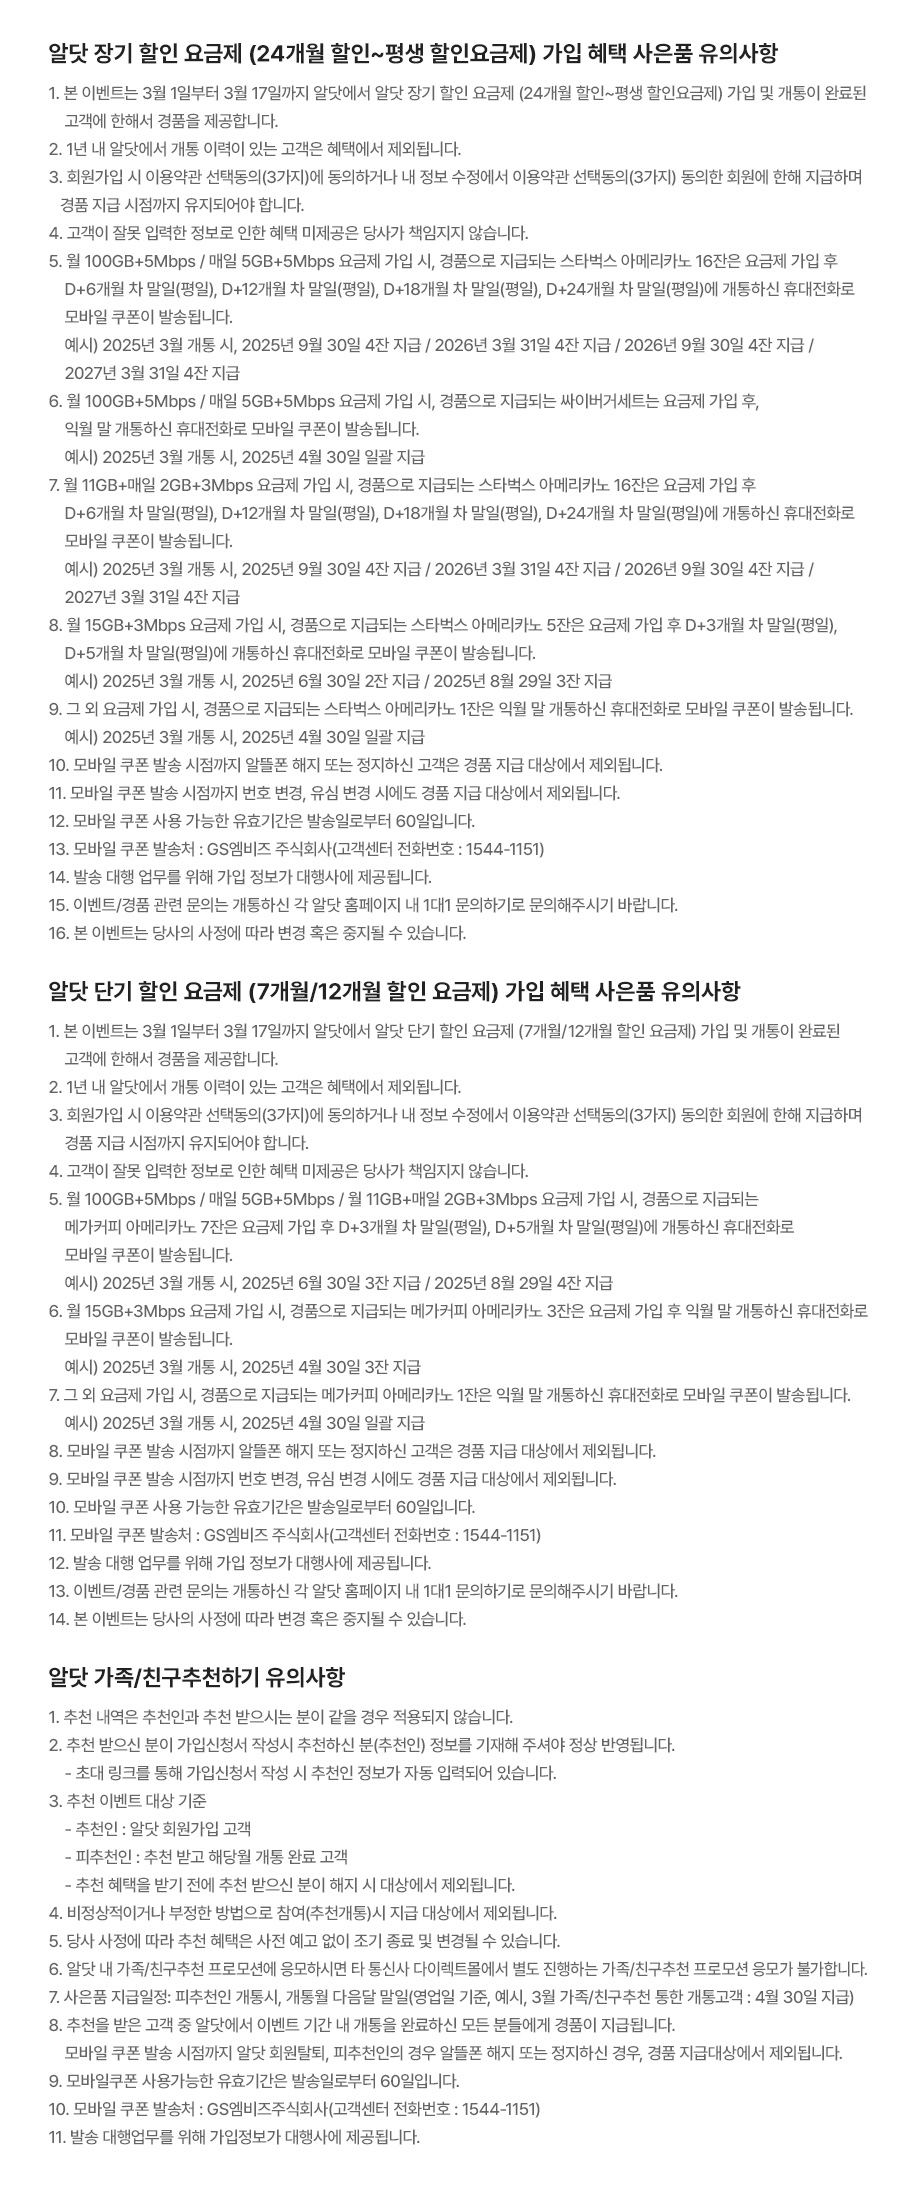 알닷 장기 할인 요금제 (24개월 할인~평생 할인요금제) 가입 혜택 사은품 유의사항
1. 본 이벤트는 3월 1일부터 3월 17일까지 알닷에서 알닷 장기 할인 요금제 (24개월 할인~평생 할인요금제) 가입 및 개통이 완료된
고객에 한해서 경품을 제공합니다.
2. 1년 내 알닷에서 개통 이력이 있는 고객은 혜택에서 제외됩니다.
3. 회원가입 시 이용약관 선택동의(3가지)에 동의하거나 내 정보 수정에서 이용약관 선택동의(3가지) 동의한 회원에 한해 지급하며
경품 지급 시점까지 유지되어야 합니다.
4. 고객이 잘못 입력한 정보로 인한 혜택 미제공은 당사가 책임지지 않습니다.
5. 월 100GB+5Mbps / 매일 5GB+5Mbps 요금제 가입 시, 경품으로 지급되는 스타벅스 아메리카노 16잔은 요금제 가입 후
D+6개월 차 말일(평일), D+12개월 차 말일(평일), D+18개월 차 말일(평일), D+24개월 차 말일(평일)에 개통하신 휴대전화로
모바일 쿠폰이 발송됩니다.
예시) 2025년 3월 개통 시, 2025년 9월 30일 4잔 지급 / 2026년 3월 31일 4잔 지급 / 2026년 9월 30일 4잔 지급 /
2027년 3월 31일 4잔 지급
6. 월 100GB+5Mbps / 매일 5GB+5Mbps 요금제 가입 시, 경품으로 지급되는 싸이버거세트는 요금제 가입 후,
익월 말 개통하신 휴대전화로 모바일 쿠폰이 발송됩니다.
예시) 2025년 3월 개통 시, 2025년 4월 30일 일괄 지급
7. 월 11GB+매일 2GB+3Mbps 요금제 가입 시, 경품으로 지급되는 스타벅스 아메리카노 16잔은 요금제 가입 후
D+6개월 차 말일(평일), D+12개월 차 말일(평일), D+18개월 차 말일(평일), D+24개월 차 말일(평일)에 개통하신 휴대전화로
모바일 쿠폰이 발송됩니다.
예시) 2025년 3월 개통 시, 2025년 9월 30일 4잔 지급 / 2026년 3월 31일 4잔 지급 / 2026년 9월 30일 4잔 지급 /
2027년 3월 31일 4잔 지급
8. 월 15GB+3Mbps 요금제 가입 시, 경품으로 지급되는 스타벅스 아메리카노 5잔은 요금제 가입 후 D+3개월 차 말일(평일),
D+5개월 차 말일(평일)에 개통하신 휴대전화로 모바일 쿠폰이 발송됩니다.
예시) 2025년 3월 개통 시, 2025년 6월 30일 2잔 지급 / 2025년 8월 29일 3잔 지급
9. 그 외 요금제 가입 시, 경품으로 지급되는 스타벅스 아메리카노 1잔은 익월 말 개통하신 휴대전화로 모바일 쿠폰이 발송됩니다.
예시) 2025년 3월 개통 시, 2025년 4월 30일 일괄 지급
10. 모바일 쿠폰 발송 시점까지 알뜰폰 해지 또는 정지하신 고객은 경품 지급 대상에서 제외됩니다.
11. 모바일 쿠폰 발송 시점까지 번호 변경, 유심 변경 시에도 경품 지급 대상에서 제외됩니다.
12. 모바일 쿠폰 사용 가능한 유효기간은 발송일로부터 60일입니다.
13. 모바일 쿠폰 발송처 : GS엠비즈 주식회사(고객센터 전화번호 : 1544-1151)
14. 발송 대행 업무를 위해 가입 정보가 대행사에 제공됩니다.
15. 이벤트/경품 관련 문의는 개통하신 각 알닷 홈페이지 내 1대1 문의하기로 문의해주시기 바랍니다.
16. 본 이벤트는 당사의 사정에 따라 변경 혹은 중지될 수 있습니다.
알닷 단기 할인 요금제 (7개월/12개월 할인 요금제) 가입 혜택 사은품 유의사항
1. 본 이벤트는 3월 1일부터 3월 17일까지 알닷에서 알닷 단기 할인 요금제 (7개월/12개월 할인 요금제) 가입 및 개통이 완료된
고객에 한해서 경품을 제공합니다.
2. 1년 내 알닷에서 개통 이력이 있는 고객은 혜택에서 제외됩니다.
3. 회원가입 시 이용약관 선택동의(3가지)에 동의하거나 내 정보 수정에서 이용약관 선택동의(3가지) 동의한 회원에 한해 지급하며
경품 지급 시점까지 유지되어야 합니다.
4. 고객이 잘못 입력한 정보로 인한 혜택 미제공은 당사가 책임지지 않습니다.
5. 월 100GB+5Mbps / 매일 5GB+5Mbps / 월 11GB+매일 2GB+3Mbps 요금제 가입 시, 경품으로 지급되는
메가커피 아메리카노 7잔은 요금제 가입 후 D+3개월 차 말일(평일), D+5개월 차 말일(평일)에 개통하신 휴대전화로
모바일 쿠폰이 발송됩니다.
예시) 2025년 3월 개통 시, 2025년 6월 30일 3잔 지급 / 2025년 8월 29일 4잔 지급
6. 월 15GB+3Mbps 요금제 가입 시, 경품으로 지급되는 메가커피 아메리카노 3잔은 요금제 가입 후 익월 말 개통하신 휴대전화로
모바일 쿠폰이 발송됩니다.
예시) 2025년 3월 개통 시, 2025년 4월 30일 3잔 지급
7. 그 외 요금제 가입 시, 경품으로 지급되는 메가커피 아메리카노 1잔은 익월 말 개통하신 휴대전화로 모바일 쿠폰이 발송됩니다.
예시) 2025년 3월 개통 시, 2025년 4월 30일 일괄 지급
8. 모바일 쿠폰 발송 시점까지 알뜰폰 해지 또는 정지하신 고객은 경품 지급 대상에서 제외됩니다.
9. 모바일 쿠폰 발송 시점까지 번호 변경, 유심 변경 시에도 경품 지급 대상에서 제외됩니다.
10. 모바일 쿠폰 사용 가능한 유효기간은 발송일로부터 60일입니다.
11. 모바일 쿠폰 발송처 : GS엠비즈 주식회사(고객센터 전화번호 : 1544-1151)
12. 발송 대행 업무를 위해 가입 정보가 대행사에 제공됩니다.
13. 이벤트/경품 관련 문의는 개통하신 각 알닷 홈페이지 내 1대1 문의하기로 문의해주시기 바랍니다.
14. 본 이벤트는 당사의 사정에 따라 변경 혹은 중지될 수 있습니다.
알닷 가족/친구추천하기 유의사항
1. 추천 내역은 추천인과 추천 받으시는 분이 같을 경우 적용되지 않습니다.
2. 추천 받으신 분이 가입신청서 작성시 추천하신 분(추천인) 정보를 기재해 주셔야 정상 반영됩니다.
- 초대 링크를 통해 가입신청서 작성 시 추천인 정보가 자동 입력되어 있습니다.
3. 추천 이벤트 대상 기준
- 추천인 : 알닷 회원가입 고객
- 피추천인 : 추천 받고 해당월 개통 완료 고객
- 추천 혜택을 받기 전에 추천 받으신 분이 해지 시 대상에서 제외됩니다.
4. 비정상적이거나 부정한 방법으로 참여(추천개통)시 지급 대상에서 제외됩니다.
5. 당사 사정에 따라 추천 혜택은 사전 예고 없이 조기 종료 및 변경될 수 있습니다.
6. 알닷 내 가족/친구추천 프로모션에 응모하시면 타 통신사 다이렉트몰에서 별도 진행하는 가족/친구추천 프로모션 응모가 불가합니다.
7. 사은품 지급일정: 피추천인 개통시, 개통월 다음달 말일(영업일 기준, 예시, 3월 가족/친구추천 통한 개통고객 : 4월 30일 지급)
8. 추천을 받은 고객 중 알닷에서 이벤트 기간 내 개통을 완료하신 모든 분들에게 경품이 지급됩니다.
모바일 쿠폰 발송 시점까지 알닷 회원탈퇴, 피추천인의 경우 알뜰폰 해지 또는 정지하신 경우, 경품 지급대상에서 제외됩니다.
9. 모바일쿠폰 사용가능한 유효기간은 발송일로부터 60일입니다.
10. 모바일 쿠폰 발송처 : GS엠비즈주식회사(고객센터 전화번호 : 1544-1151)
11. 발송 대행업무를 위해 가입정보가 대행사에 제공됩니다.